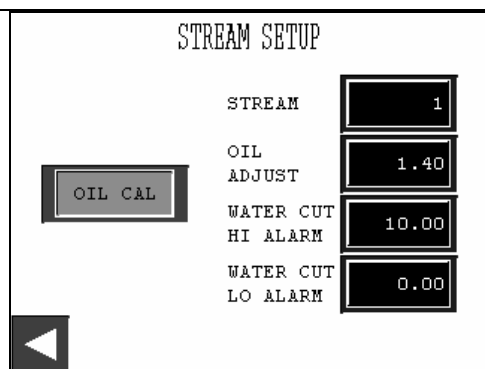 STREAM SETUP
STREAM 1
OIL
ADJUST 1.40
OIL CAL
WATER CUT
HI ALARM 10.00
WATER CUT
LO ALARM 0.00